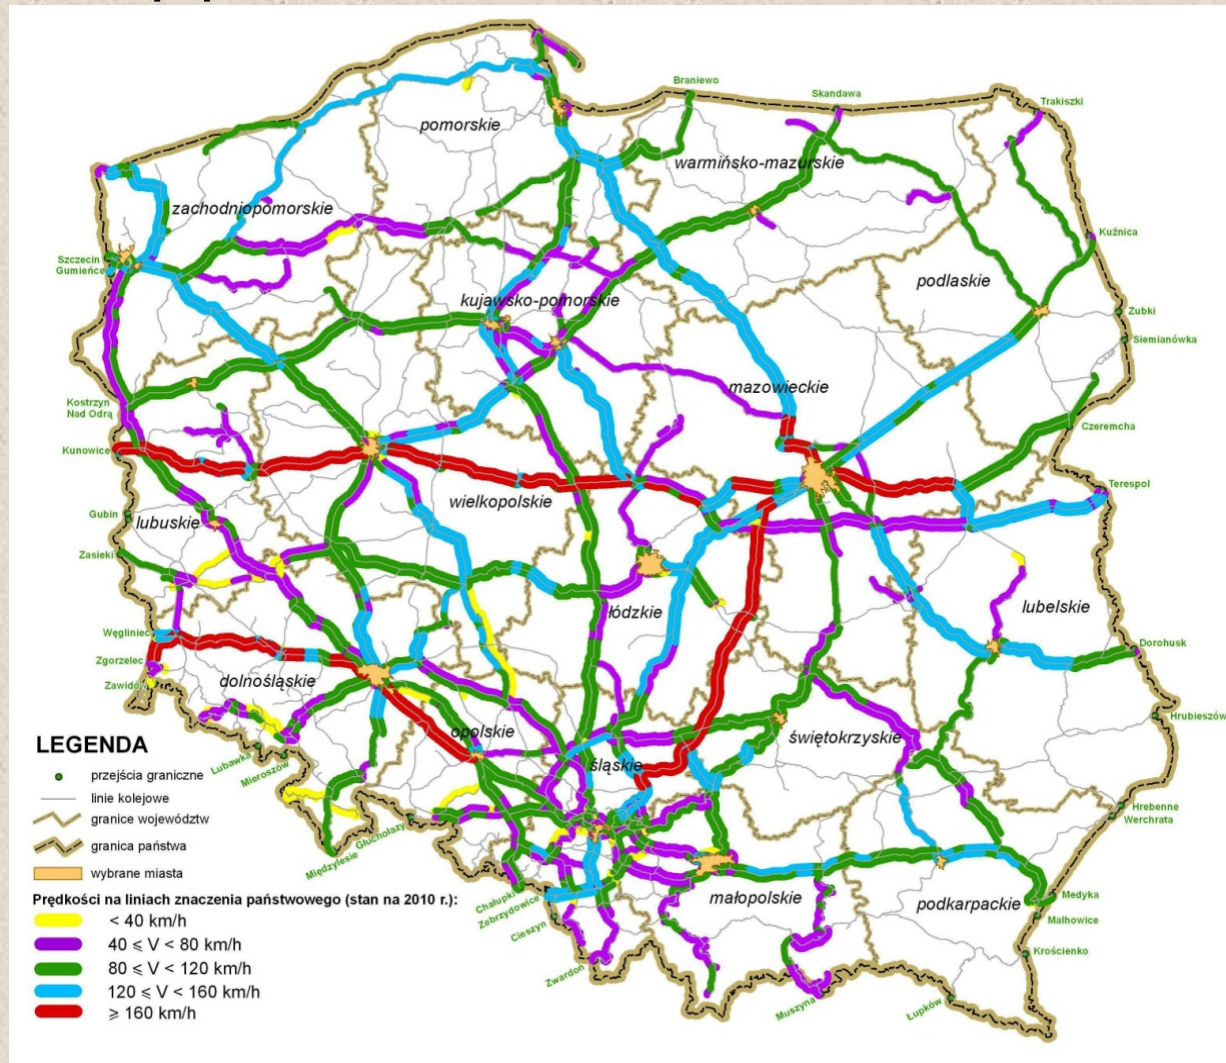 Braniewo
Skandawa
Trakiszki
pomorskie
warmińsko-mazurskie
zachodniopomorskie
Kuźnica
Szczecin
Gumieńce
podlaskie
kujawsko-pomorskie
Zubki
Siemianówka
mazowieckie
Kostrzyn
Nad Odrą
Czeremcha
Kunowice
Terespol
wielkopolskie
Gubin
lubuskie
Zasieki
łódzkie
lubelskie
Węgliniec
Dorohusk
Zgorzelec
dolnośląskie
Zawidów
Hrubieszów
opolskie
świętokrzyskie
śląskie
Lubawka
Mieroszów
Międzylesie
Głuchołazy
Hrebenne
Werchrata
Chałupki
Zebrzydowice
Cieszyn
małopolskie
podkarpackie
Medyka
Malhowice
Krościenko
Zwardoń
Muszyna
Łupków
LEGENDA
przejścia graniczne
linie kolejowe
granice województw
granica państwa
wybrane miasta
Prędkości na liniach znaczenia państwowego (stan na 2010 r.):
< 40 km/h
40 ⩽ V < 80 km/h
80 ⩽ V < 120 km/h
120 ⩽ V < 160 km/h
⩾ 160 km/h